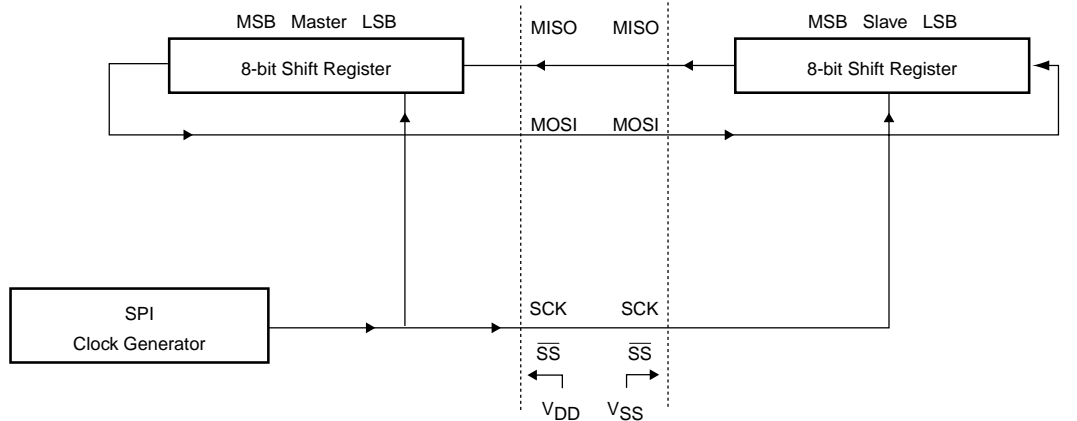 MSB Master LSB
MISO MISO
MSB Slave LSB
8-bit Shift Register
8-bit Shift Register
MOSI MOSI
SPI
Clock Generator
SCK SCK
SS SS
VDD VSS